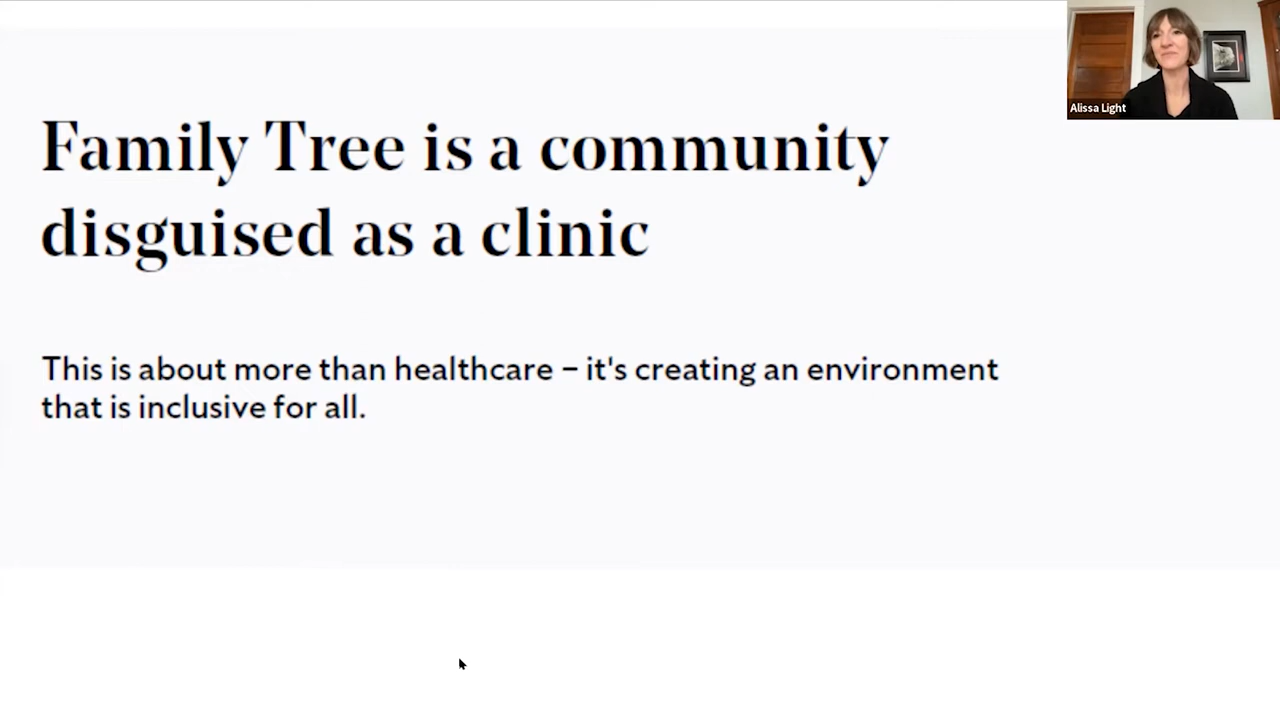 Family Tree is a community
disguised as a clinic
This is about more than healthcare – it's creating an environment
that is inclusive for all.
Alissa Light